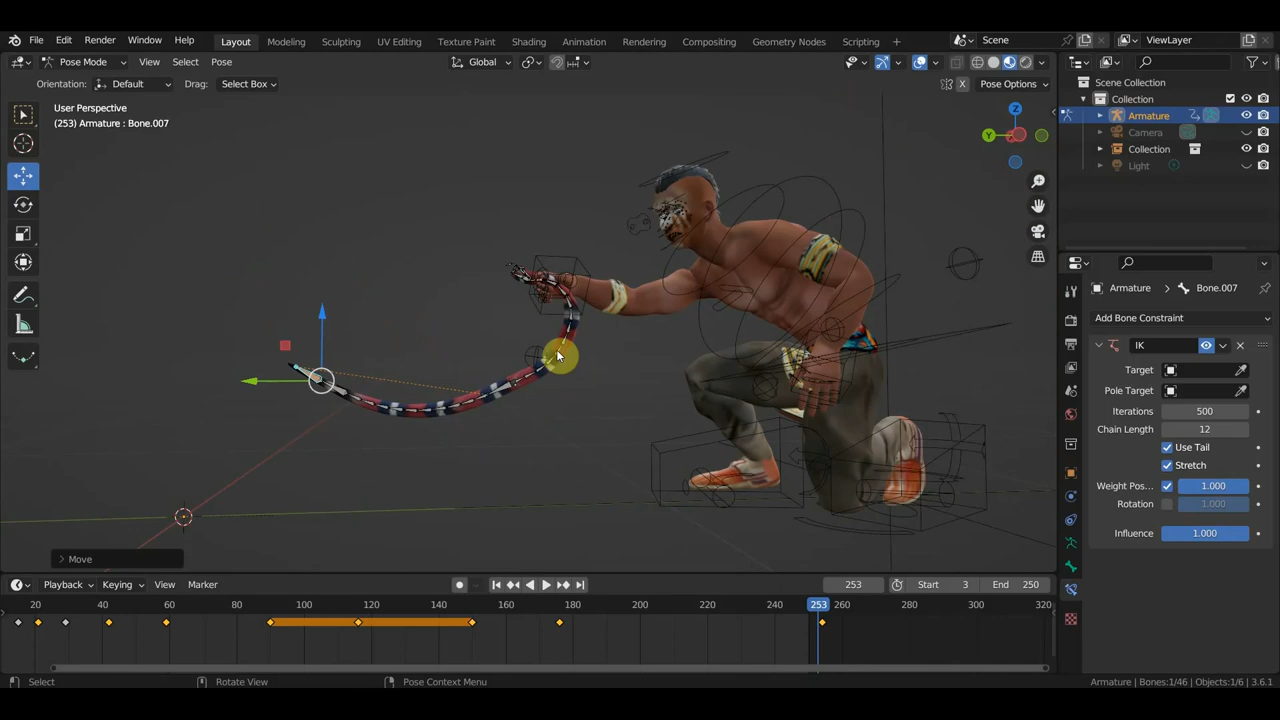 File Edit Render Window Help Layout Modeling Sculpting UV Editing Texture Paint Shading Animation Rendering Compositing Geometry Nodes Scripting + Scene ViewLayer
Pose Mode View Select Pose Global
Orientation: Default Drag: Select Box X Pose Options
User Perspective
(253) Armature : Bone.007
Z
Y
Scene Collection
Collection
Armature
Camera
Collection
Light
Armature > Bone.007
Add Bone Constraint
IK
Target
Pole Target
Iterations 500
Chain Length 12
Use Tail
Stretch
Weight Pos... 1.000
Rotation 1.000
Influence 1.000
> Move
Playback Keying View Marker 253 Start 3 End 250
20 40 60 80 100 120 140 160 180 200 220 240 253 260 280 300 320
Select Rotate View Pose Context Menu Armature | Bones:1/46 | Objects:1/6 | 3.6.1